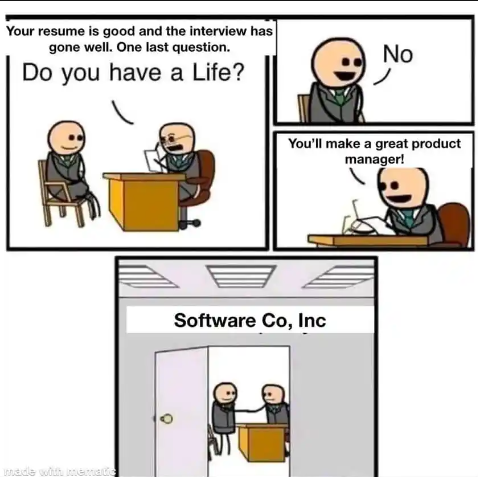 Your resume is good and the interview has
gone well. One last question.
Do you have a Life?
No
You'll make a great product
manager!
Software Co, Inc
made with mematic